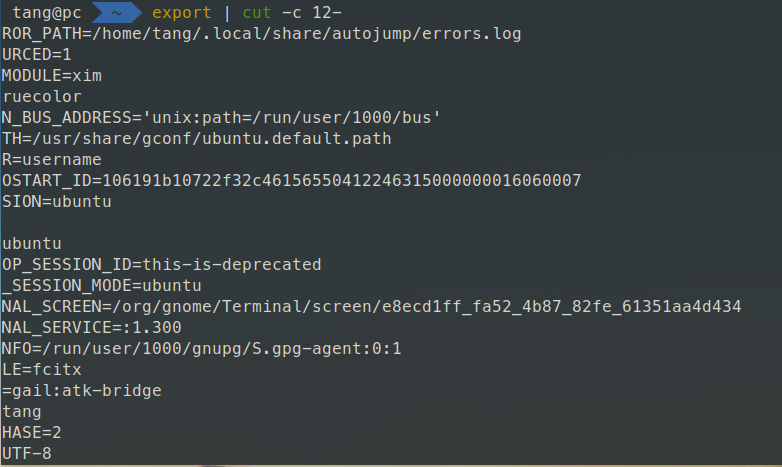 tang@pc ~ export | cut -c 12-
ROR_PATH=/home/tang/.local/share/autojump/errors.log
URCED=1
MODULE=xim
ruecolor
N_BUS_ADDRESS='unix:path=/run/user/1000/bus'
TH=/usr/share/gconf/ubuntu.default.path
R=username
OSTART_ID=106191b10722f32c461565504122463150000000016060007
SION=ubuntu

ubuntu
OP_SESSION_ID=this-is-deprecated
_SESSION_MODE=ubuntu
NAL_SCREEN=/org/gnome/Terminal/screen/e8ecd1ff_fa52_4b87_82fe_61351aa4d434
NAL_SERVICE=:1.300
NFO=/run/user/1000/gnupg/S.gpg-agent:0:1
LE=fcitx
=gail:atk-bridge
tang
HASE=2
UTF-8